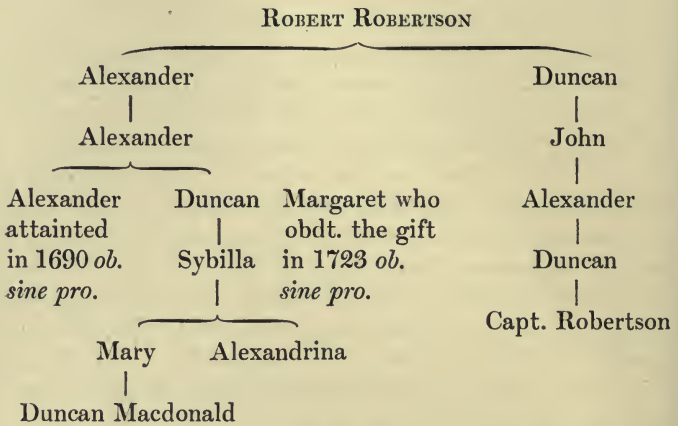 ROBERT ROBERTSON
Alexander Duncan
Alexander John
Alexander Duncan Margaret who Alexander
attainted obdt. the gift
in 1690 ob. Sibylla in 1723 ob. Duncan
sine pro. sine pro.
Capt. Robertson
Mary Alexandrina
Duncan Macdonald